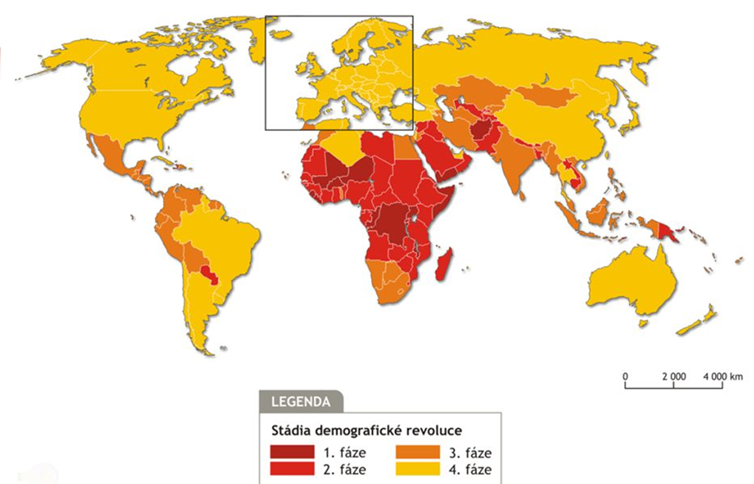 0 2 000 4 000 km
LEGENDA
Stádia demografické revoluce
1. fáze 3. fáze
2. fáze 4. fáze